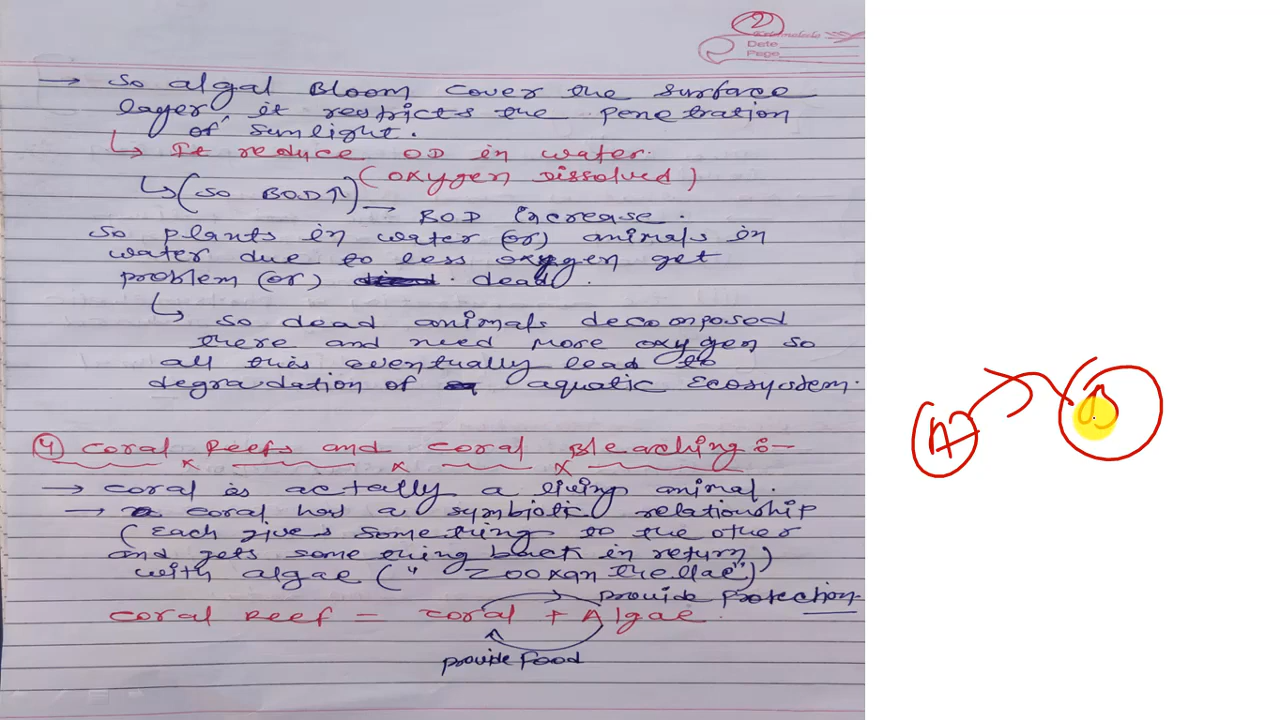 2
Date
Page
→ So algal Bloom cover the surface
layer, it restricts the penetration
of sunlight.
↳ It reduce OD in water.
(oxygen Dissolved)
↳ (so BOD↑)
→ BOD increase.
so plants in water (or) animals in
water due to less oxygen get
problem (or) dead.
↳ so dead animals decomposed
there and need more oxygen so
all this eventually lead to
degradation of aquatic Ecosystem.
④ coral Reefs and coral Bleaching :-
→ coral is actally a living animal.
→ coral had a symbiotic relationship
(Each gives something to the other
and gets something back in return)
with algae ("Zooxanthellae")
provide protection
coral Reef = coral + Algae.
provide food
A
B